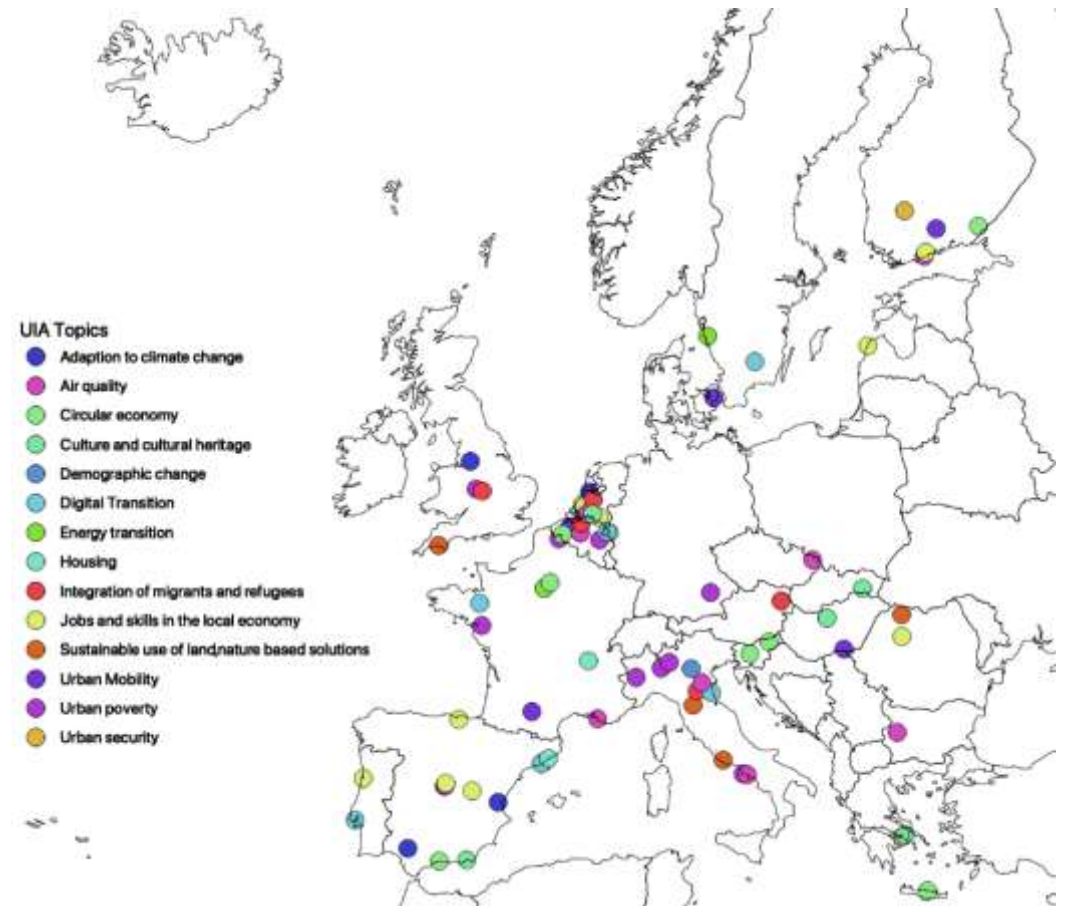 UIA Topics
Adaption to climate change
Air quality
Circular economy
Culture and cultural heritage
Demographic change
Digital Transition
Energy transition
Housing
Integration of migrants and refugees
Jobs and skills in the local economy
Sustainable use of land,nature based solutions
Urban Mobility
Urban poverty
Urban security